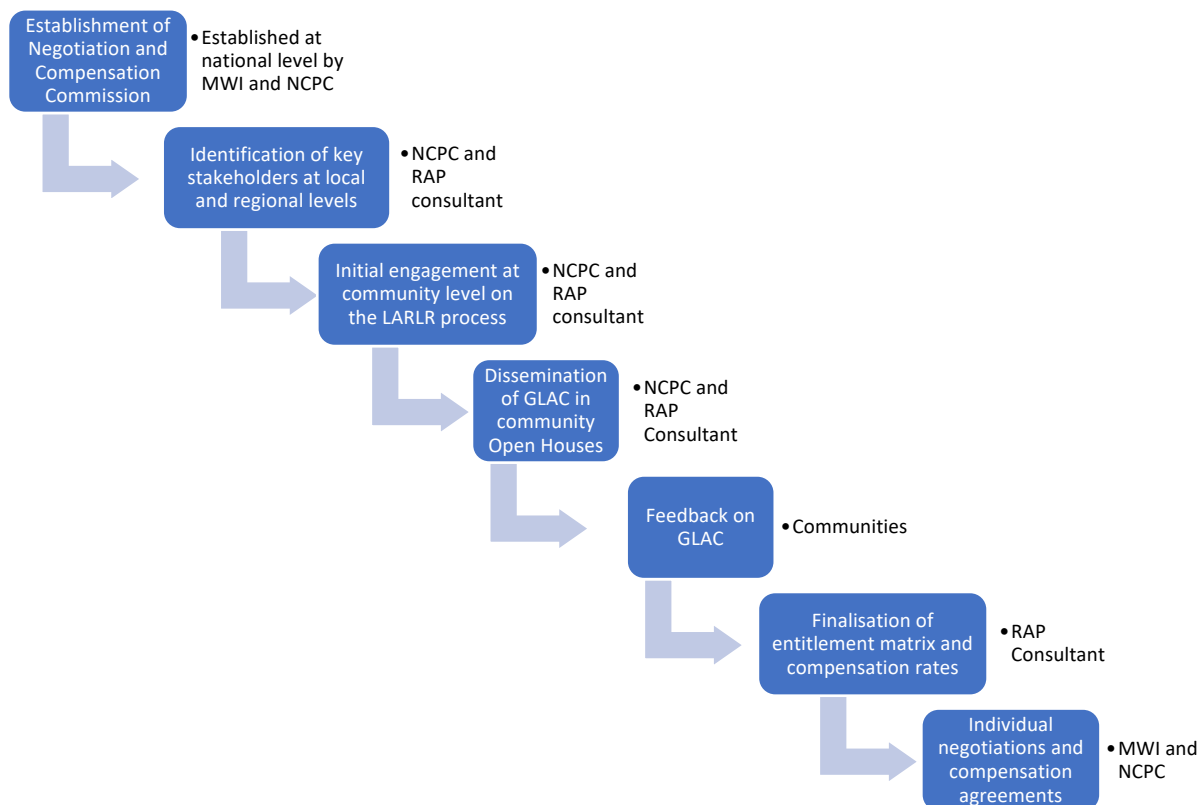 Establishment of
Negotiation and
Compensation
Commission
•Established at
national level by
MWI and NCPC
Identification of key
stakeholders at local
and regional levels
•NCPC and
RAP
consultant
Initial engagement at
community level on
the LARLR process
•NCPC and
RAP
consultant
Dissemination
of GLAC in
community
Open Houses
•NCPC and
RAP
Consultant
Feedback on
GLAC
•Communities
Finalisation of
entitlement matrix and
compensation rates
•RAP
Consultant
Individual
negotiations and
compensation
agreements
•MWI and
NCPC